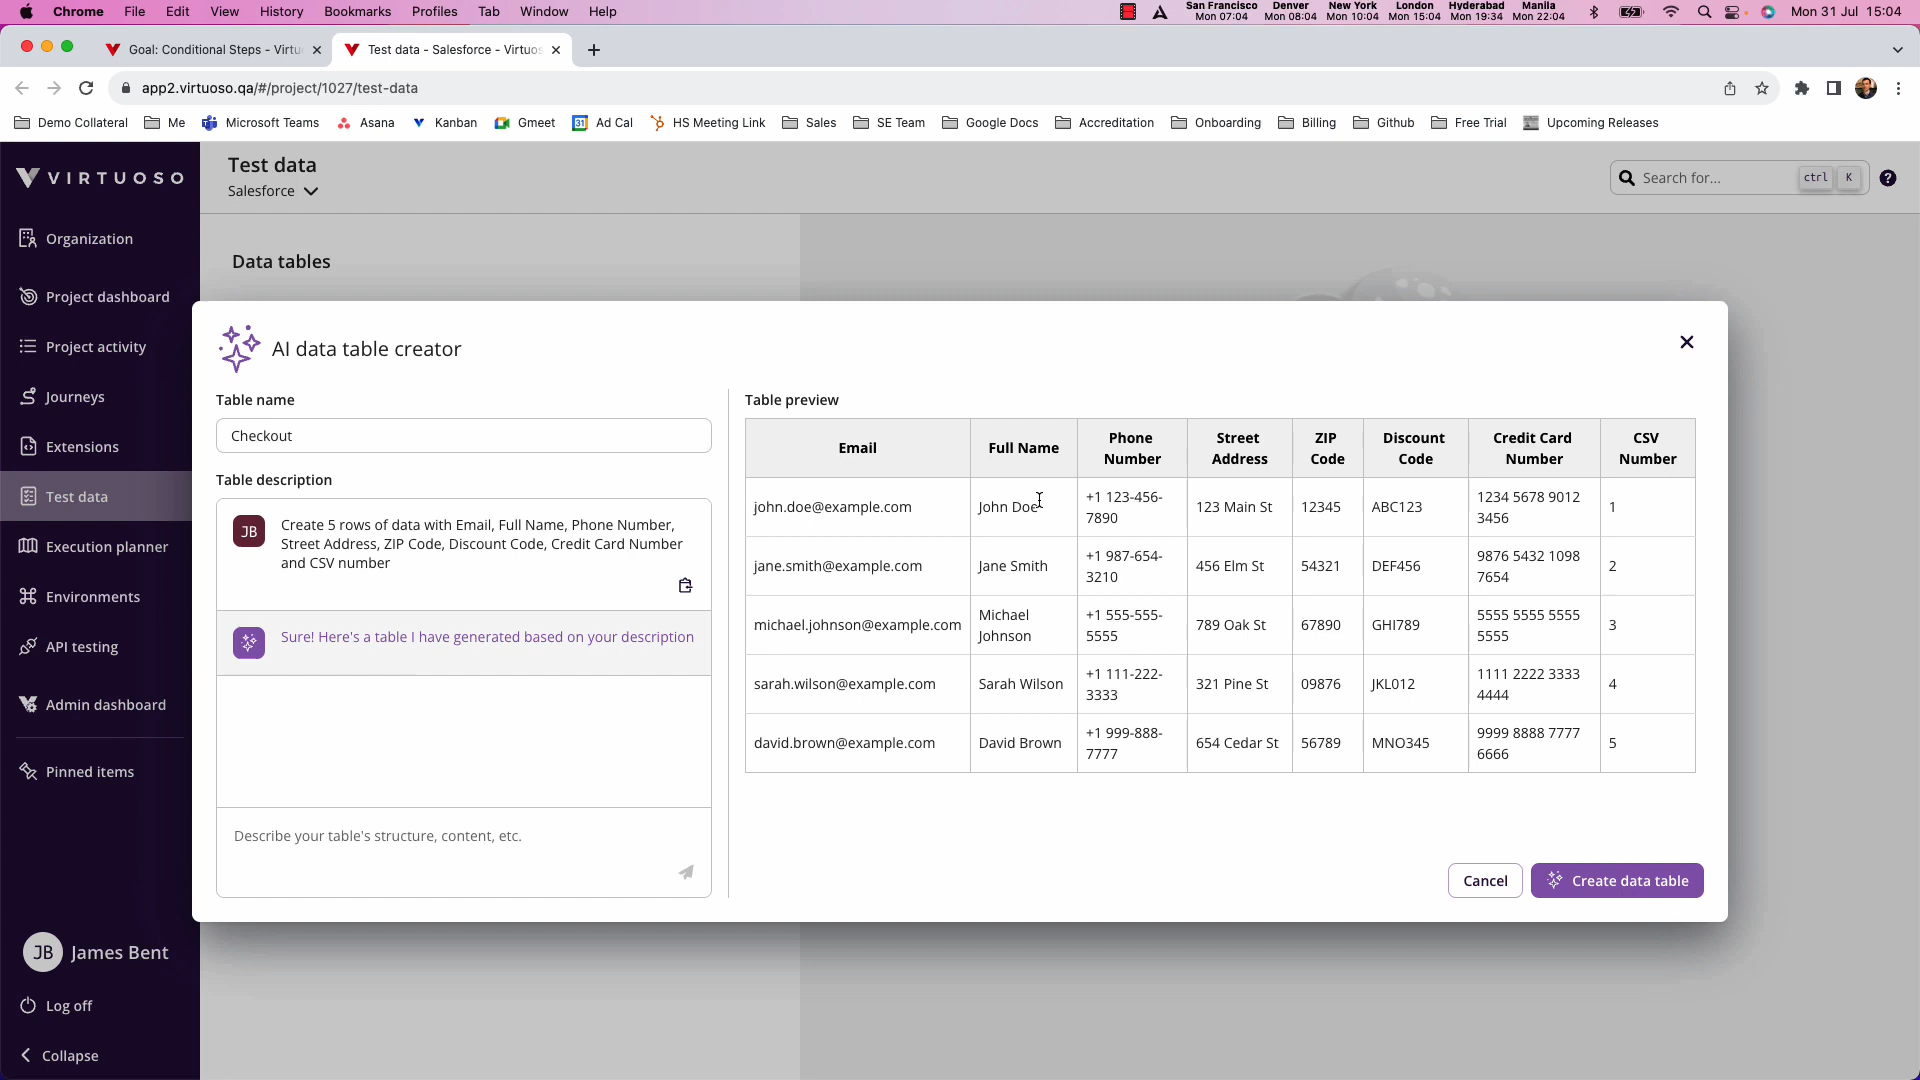 Chrome File Edit View History Bookmarks Profiles Tab Window Help
San Francisco Denver New York London Hyderabad Manila
Mon 07:04 Mon 08:04 Mon 10:04 Mon 15:04 Mon 19:34 Mon 22:04
Mon 31 Jul 15:04
Goal: Conditional Steps - Virtu
Test data - Salesforce - Virtuos
app2.virtuoso.qa/#/project/1027/test-data
Demo Collateral Me Microsoft Teams Asana Kanban Gmeet Ad Cal HS Meeting Link Sales SE Team Google Docs Accreditation Onboarding Billing Github Free Trial Upcoming Releases
VIRTUOSO
Test data
Salesforce
Search for...
ctrl K
Organization
Project dashboard
Project activity
Journeys
Extensions
Test data
Execution planner
Environments
API testing
Admin dashboard
Pinned items
JB James Bent
Log off
Collapse
Data tables
AI data table creator
Table name
Checkout
Table description
JB
Create 5 rows of data with Email, Full Name, Phone Number,
Street Address, ZIP Code, Discount Code, Credit Card Number
and CSV number
Sure! Here's a table I have generated based on your description
Describe your table's structure, content, etc.
Table preview
Email Full Name Phone Number Street Address ZIP Code Discount Code Credit Card Number CSV Number
john.doe@example.com John Doe +1 123-456-7890 123 Main St 12345 ABC123 1234 5678 9012 3456 1
jane.smith@example.com Jane Smith +1 987-654-3210 456 Elm St 54321 DEF456 9876 5432 1098 7654 2
michael.johnson@example.com Michael Johnson +1 555-555-5555 789 Oak St 67890 GHI789 5555 5555 5555 5555 3
sarah.wilson@example.com Sarah Wilson +1 111-222-3333 321 Pine St 09876 JKL012 1111 2222 3333 4444 4
david.brown@example.com David Brown +1 999-888-7777 654 Cedar St 56789 MNO345 9999 8888 7777 6666 5
Cancel
Create data table